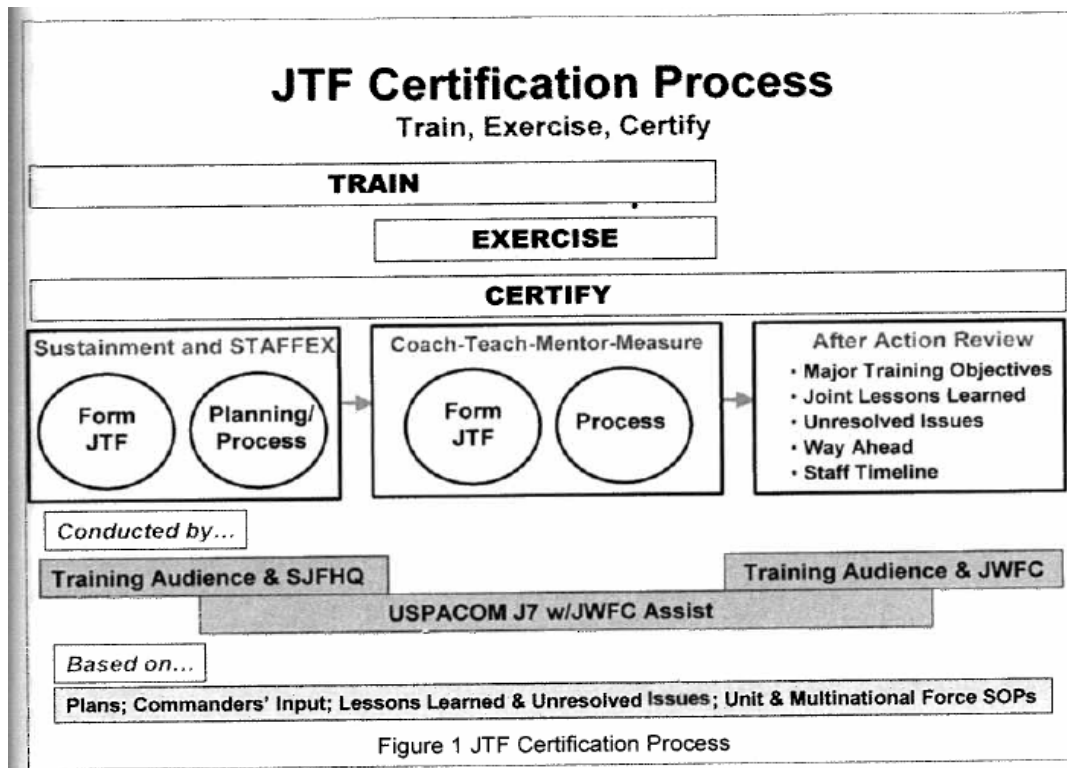 JTF Certification Process
Train, Exercise, Certify
TRAIN
EXERCISE
CERTIFY
Sustainment and STAFFEX
Form
JTF
Planning/
Process
Coach-Teach-Mentor-Measure
Form
JTF
Process
After Action Review
• Major Training Objectives
• Joint Lessons Learned
• Unresolved Issues
• Way Ahead
• Staff Timeline
Conducted by...
Training Audience & SJFHQ
Training Audience & JWFC
USPACOM J7 w/JWFC Assist
Based on...
Plans; Commanders' Input; Lessons Learned & Unresolved Issues; Unit & Multinational Force SOPs
Figure 1 JTF Certification Process